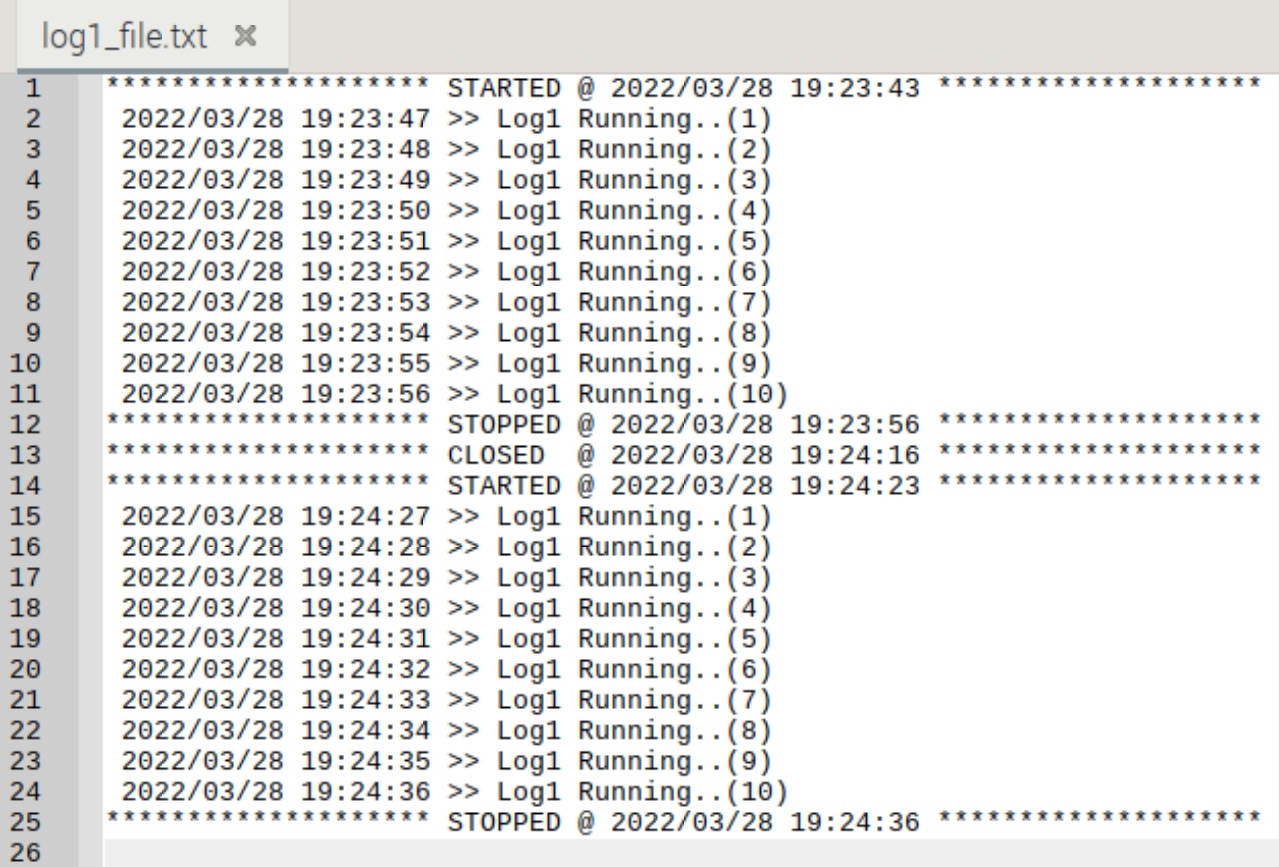 log1_file.txt ×
1 ******************** STARTED @ 2022/03/28 19:23:43 ********************
2 2022/03/28 19:23:47 >> Log1 Running..(1)
3 2022/03/28 19:23:48 >> Log1 Running..(2)
4 2022/03/28 19:23:49 >> Log1 Running..(3)
5 2022/03/28 19:23:50 >> Log1 Running..(4)
6 2022/03/28 19:23:51 >> Log1 Running..(5)
7 2022/03/28 19:23:52 >> Log1 Running..(6)
8 2022/03/28 19:23:53 >> Log1 Running..(7)
9 2022/03/28 19:23:54 >> Log1 Running..(8)
10 2022/03/28 19:23:55 >> Log1 Running..(9)
11 2022/03/28 19:23:56 >> Log1 Running..(10)
12 ******************** STOPPED @ 2022/03/28 19:23:56 ********************
13 ******************** CLOSED  @ 2022/03/28 19:24:16 ********************
14 ******************** STARTED @ 2022/03/28 19:24:23 ********************
15 2022/03/28 19:24:27 >> Log1 Running..(1)
16 2022/03/28 19:24:28 >> Log1 Running..(2)
17 2022/03/28 19:24:29 >> Log1 Running..(3)
18 2022/03/28 19:24:30 >> Log1 Running..(4)
19 2022/03/28 19:24:31 >> Log1 Running..(5)
20 2022/03/28 19:24:32 >> Log1 Running..(6)
21 2022/03/28 19:24:33 >> Log1 Running..(7)
22 2022/03/28 19:24:34 >> Log1 Running..(8)
23 2022/03/28 19:24:35 >> Log1 Running..(9)
24 2022/03/28 19:24:36 >> Log1 Running..(10)
25 ******************** STOPPED @ 2022/03/28 19:24:36 ********************
26